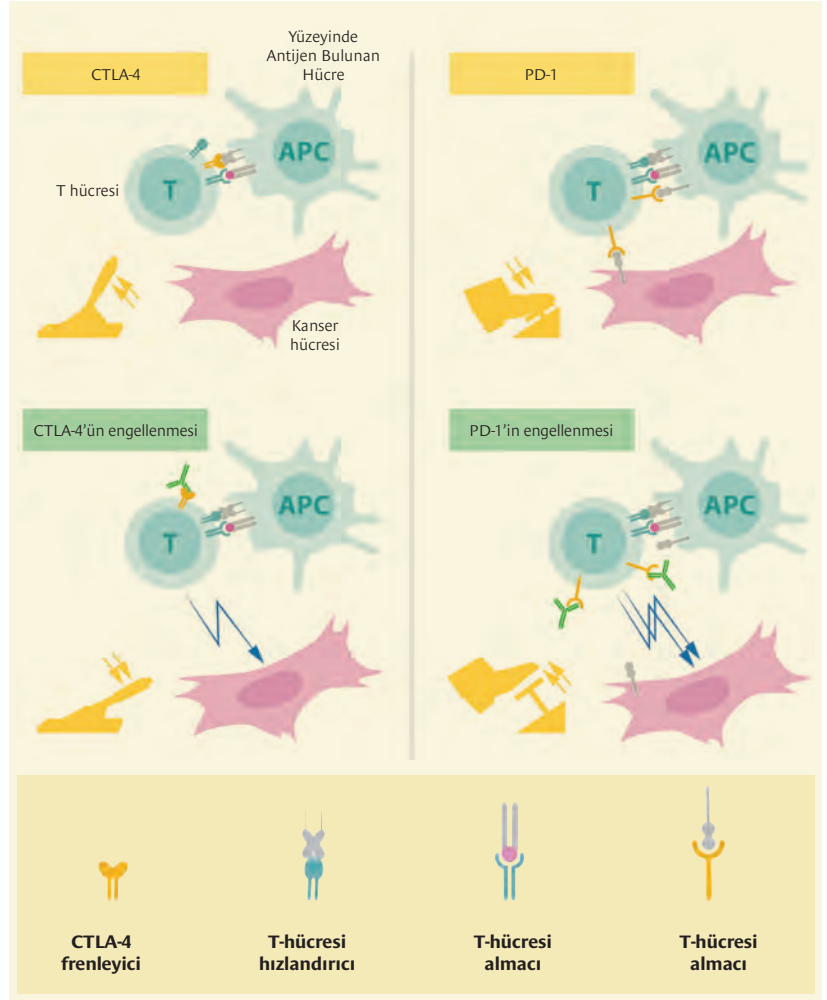 CTLA-4
Yüzeyinde
Antijen Bulunan
Hücre
APC
T hücresi
T
Kanser
hücresi
PD-1
APC
T
CTLA-4’ün engellenmesi
APC
T
PD-1’in engellenmesi
APC
T
CTLA-4
frenleyici
T-hücresi
hızlandırıcı
T-hücresi
almacı
T-hücresi
almacı